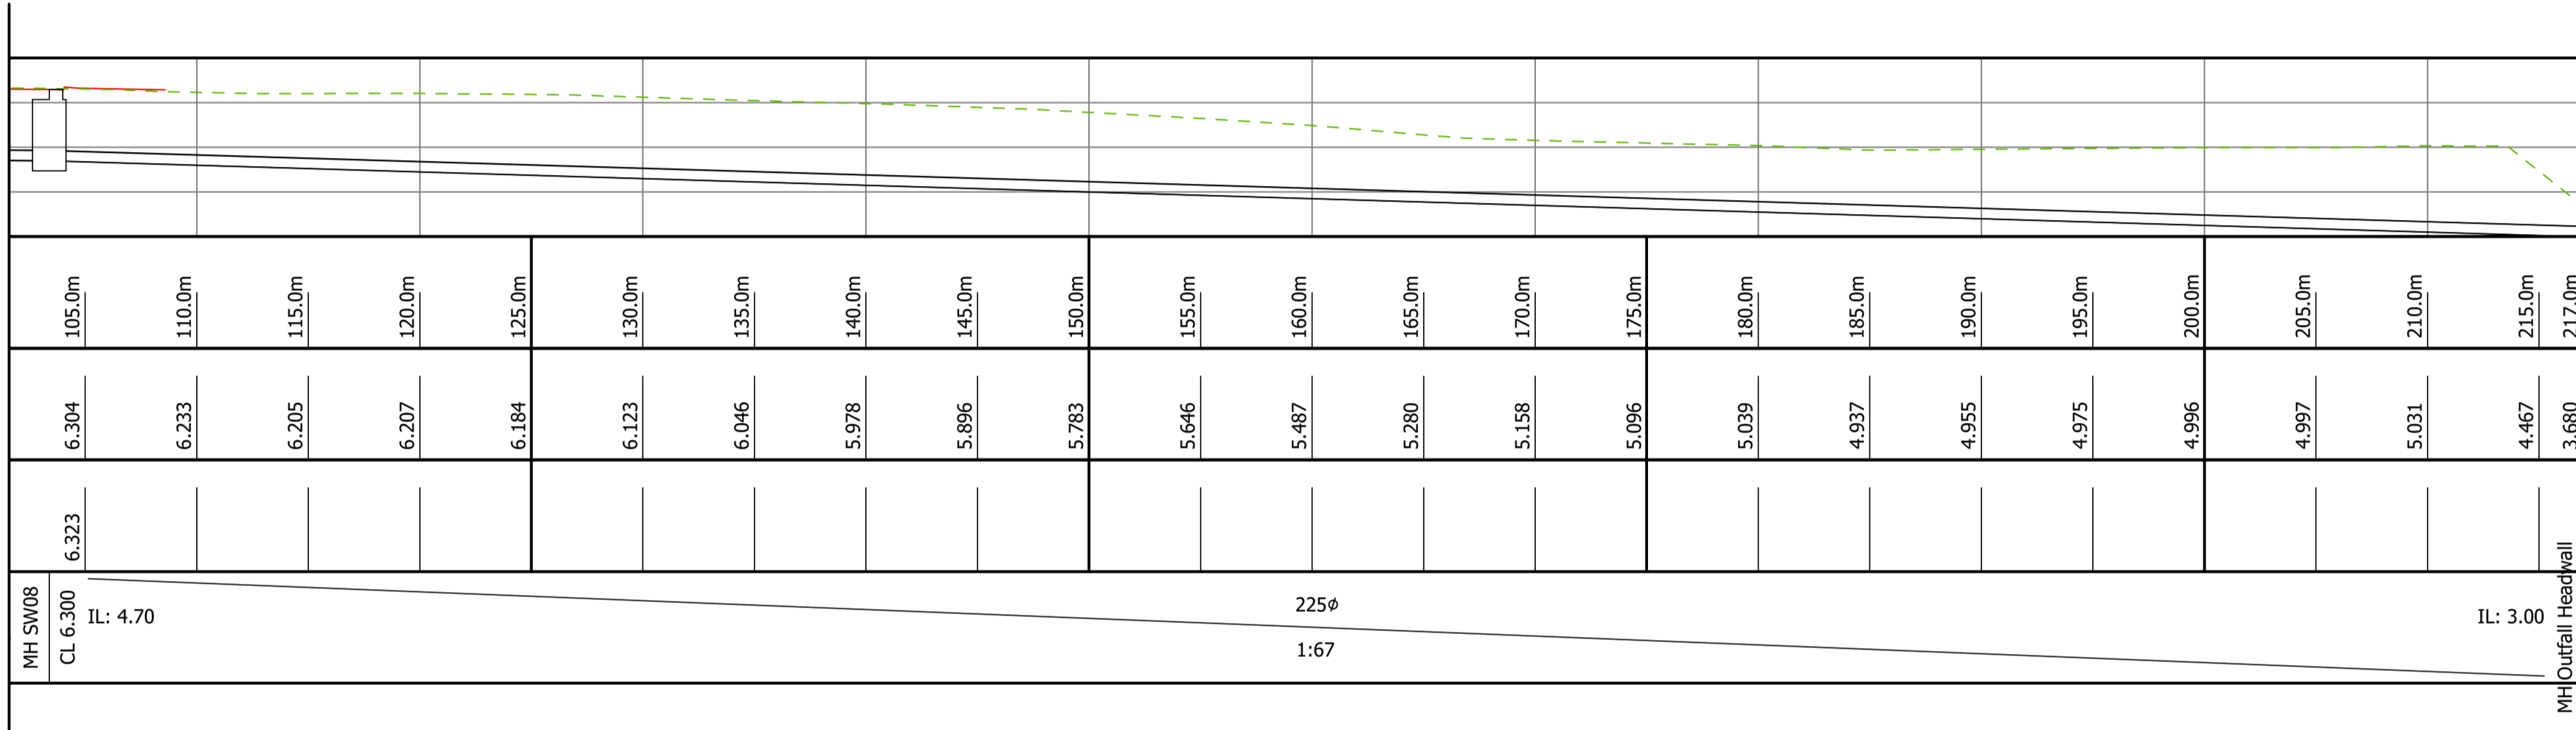 105.0m 110.0m 115.0m 120.0m 125.0m 130.0m 135.0m 140.0m 145.0m 150.0m 155.0m 160.0m 165.0m 170.0m 175.0m 180.0m 185.0m 190.0m 195.0m 200.0m 205.0m 210.0m 215.0m 217.0m
6.304 6.233 6.205 6.207 6.184 6.123 6.046 5.978 5.896 5.783 5.646 5.487 5.280 5.158 5.096 5.039 4.937 4.955 4.975 4.996 4.997 5.031 4.467 3.680
6.323
MH SW08
CL 6.300
IL: 4.70
225⌀
1:67
IL: 3.00
MH Outfall Headwall